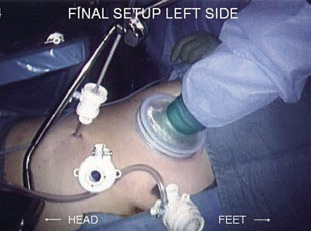 FINAL SETUP LEFT SIDE
← HEAD
FEET →